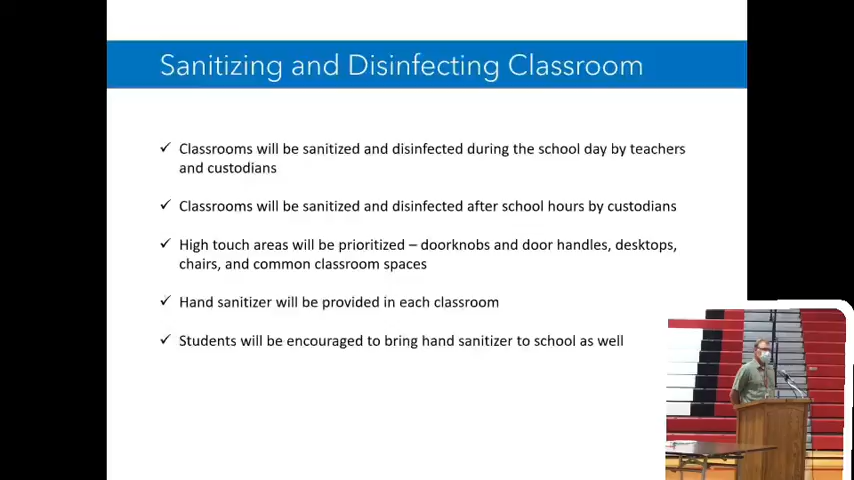 Sanitizing and Disinfecting Classroom
✓ Classrooms will be sanitized and disinfected during the school day by teachers
and custodians
✓ Classrooms will be sanitized and disinfected after school hours by custodians
✓ High touch areas will be prioritized – doorknobs and door handles, desktops,
chairs, and common classroom spaces
✓ Hand sanitizer will be provided in each classroom
✓ Students will be encouraged to bring hand sanitizer to school as well